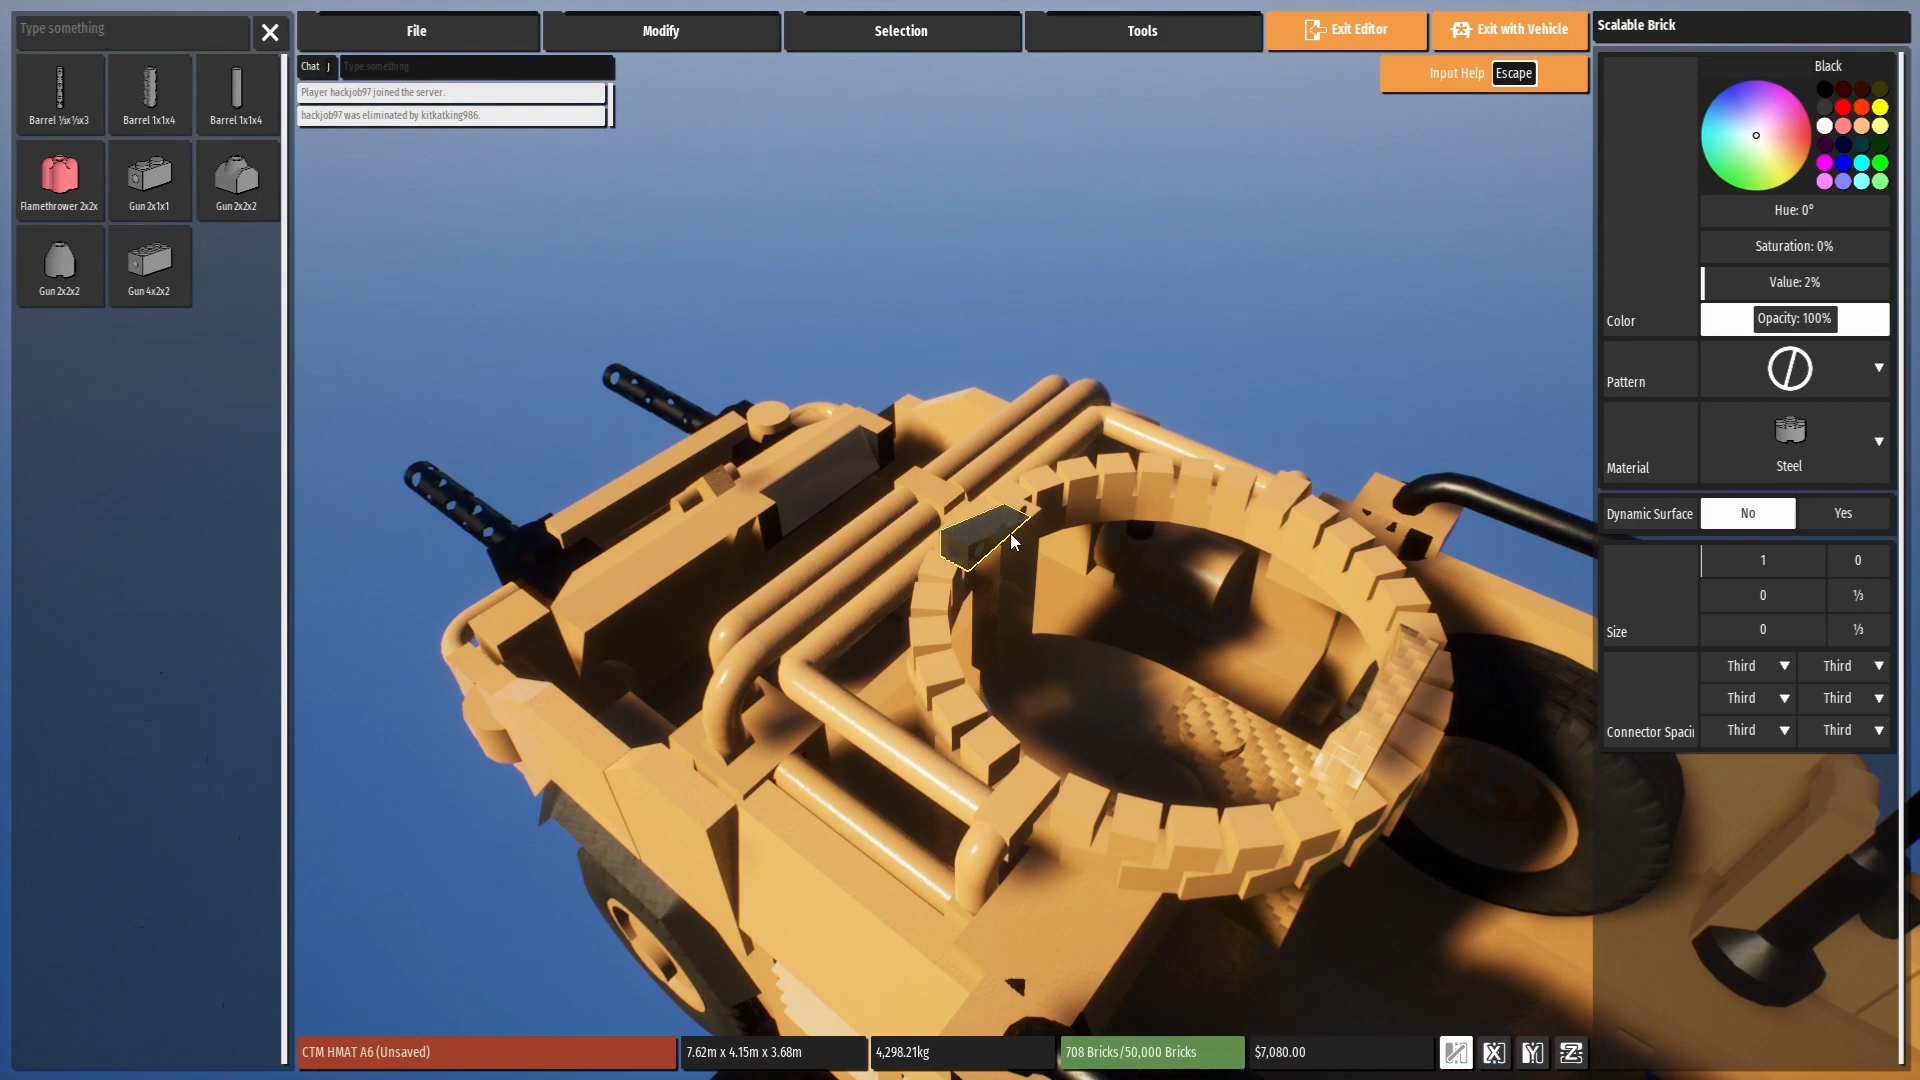 Type something
File
Modify
Selection
Tools
Exit Editor
Exit with Vehicle
Scalable Brick
Chat J
Type something
Input Help Escape
Player hackjob97 joined the server.
hackjob97 was eliminated by kitkatking986.
Barrel ⅓x⅓x3
Barrel 1x1x4
Barrel 1x1x4
Flamethrower 2x2x
Gun 2x1x1
Gun 2x2x2
Gun 2x2x2
Gun 4x2x2
Black
Hue: 0°
Saturation: 0%
Value: 2%
Color
Opacity: 100%
Pattern
Material
Steel
Dynamic Surface
No
Yes
1
0
0
⅓
Size
0
⅓
Third
Third
Third
Third
Connector Spacin
Third
Third
CTM HMAT A6 (Unsaved)
7.62m x 4.15m x 3.68m
4,298.21kg
708 Bricks/50,000 Bricks
$7,080.00
X
Y
Z